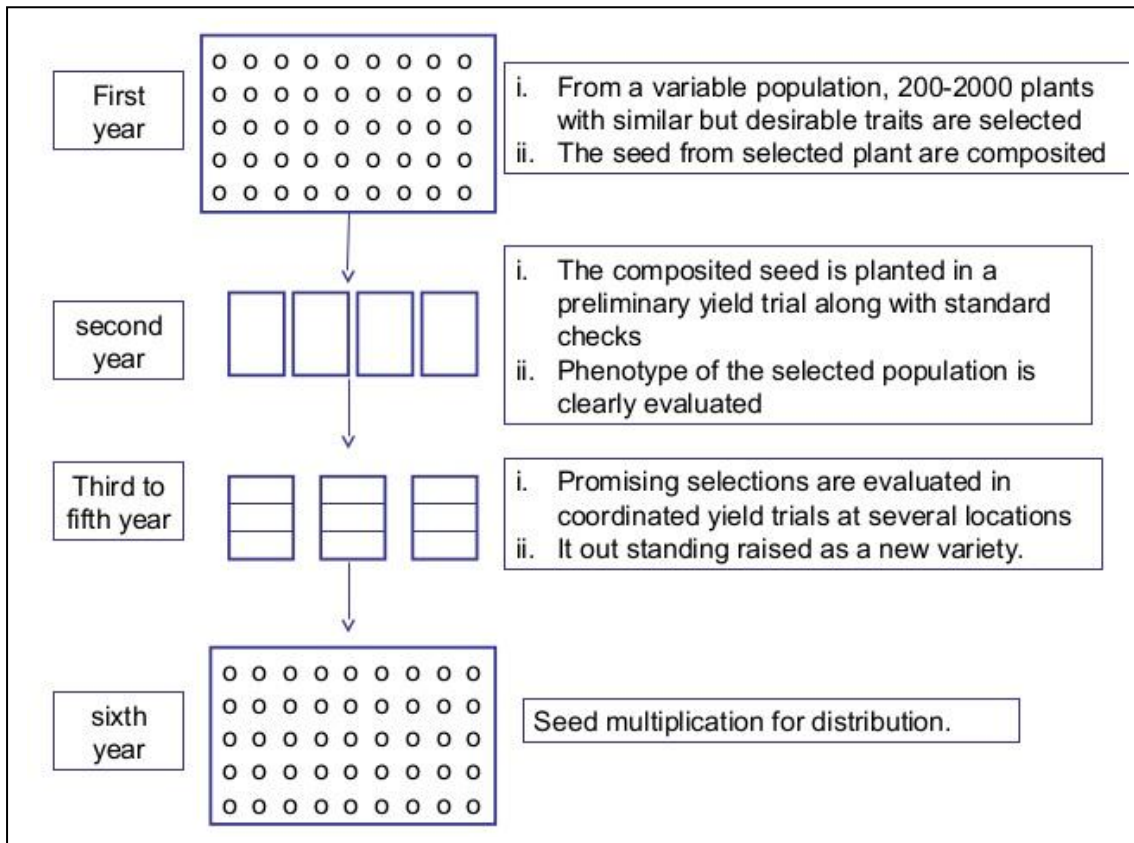 First
year
o o o o o o o o o
o o o o o o o o o
o o o o o o o o o
o o o o o o o o o
o o o o o o o o o
i. From a variable population, 200-2000 plants
with similar but desirable traits are selected
ii. The seed from selected plant are composited
second
year
i. The composited seed is planted in a
preliminary yield trial along with standard
checks
ii. Phenotype of the selected population is
clearly evaluated
Third to
fifth year
i. Promising selections are evaluated in
coordinated yield trials at several locations
ii. It out standing raised as a new variety.
sixth
year
o o o o o o o o o
o o o o o o o o o
o o o o o o o o o
o o o o o o o o o
o o o o o o o o o
Seed multiplication for distribution.